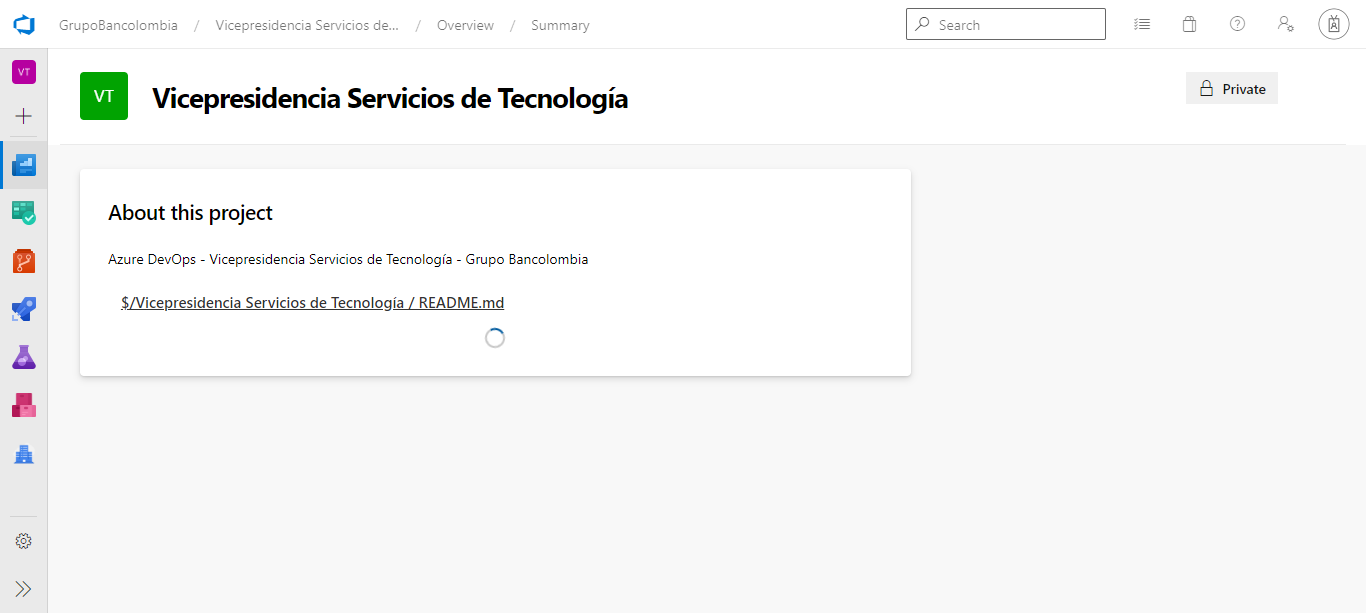 GrupoBancolombia / Vicepresidencia Servicios de... / Overview / Summary
Search
VT
VT
Vicepresidencia Servicios de Tecnología
Private
About this project
Azure DevOps - Vicepresidencia Servicios de Tecnología - Grupo Bancolombia
$/Vicepresidencia Servicios de Tecnología / README.md